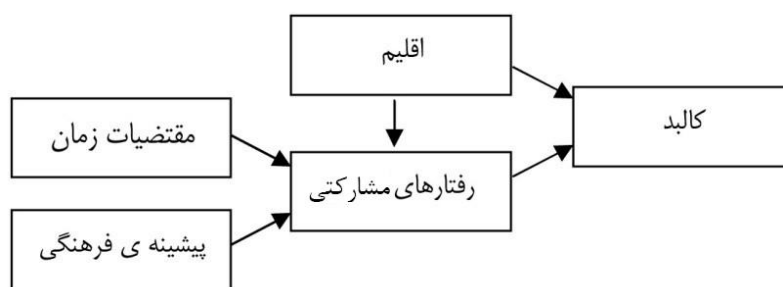 اقلیم
کالبد
مقتضیات زمان
رفتارهای مشارکتی
پیشینه ی فرهنگی